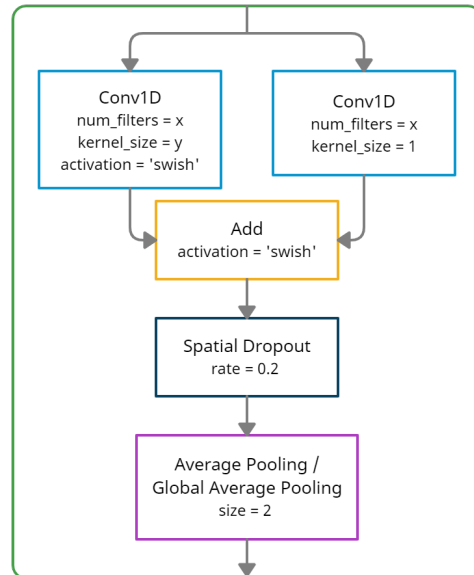 Conv1D
num_filters = x
kernel_size = y
activation = 'swish'
Conv1D
num_filters = x
kernel_size = 1
Add
activation = 'swish'
Spatial Dropout
rate = 0.2
Average Pooling /
Global Average Pooling
size = 2